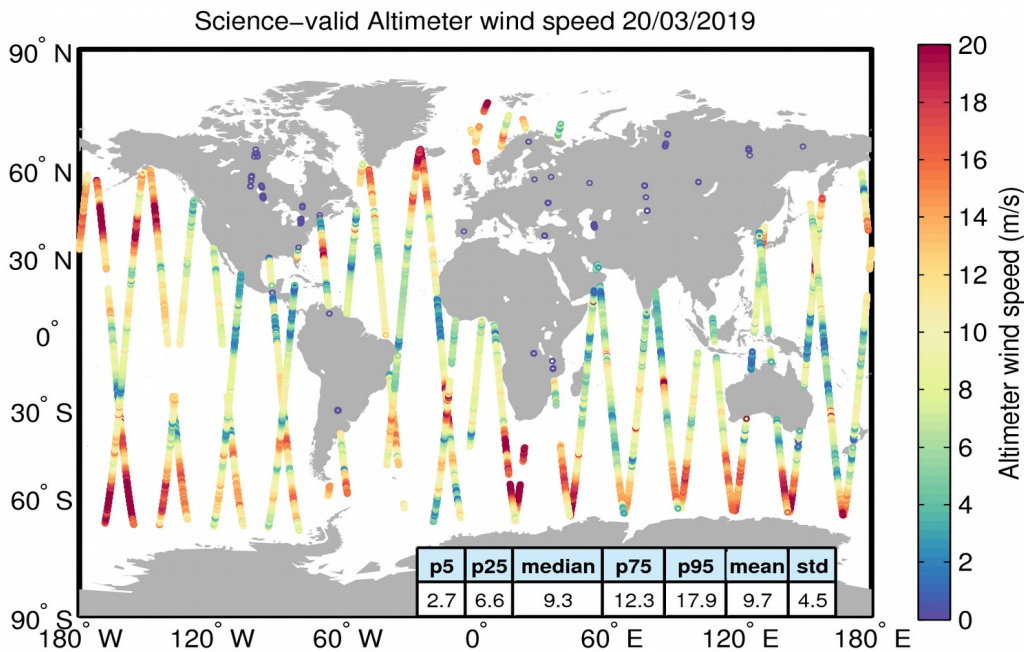 Science−valid Altimeter wind speed 20/03/2019
90° N
60° N
30° N
0°
30° S
60° S
90° S
180° W
120° W
60° W
0°
60° E
120° E
180° E
p5 p25 median p75 p95 mean std
2.7 6.6 9.3 12.3 17.9 9.7 4.5
20
18
16
14
12
10
8
6
4
2
0
Altimeter wind speed (m/s)